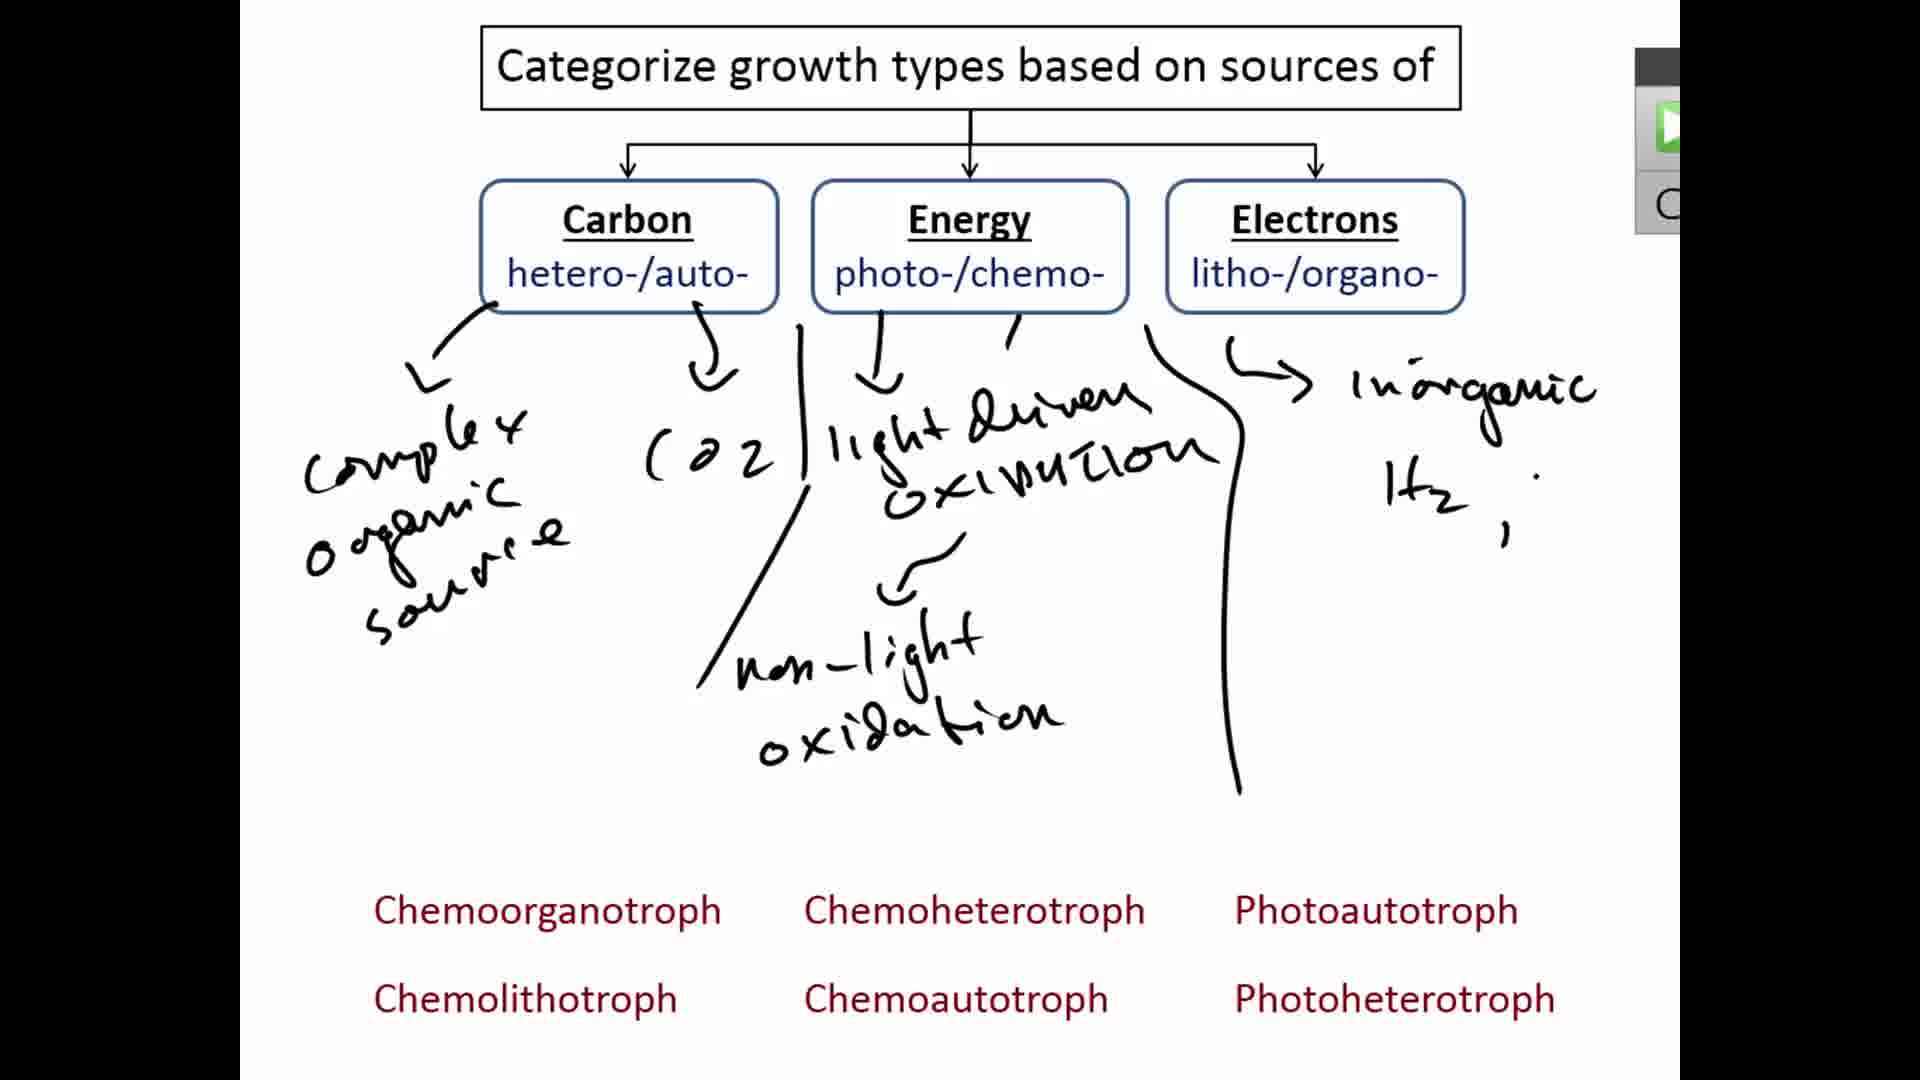 Categorize growth types based on sources of
Carbon
hetero-/auto-
Energy
photo-/chemo-
Electrons
litho-/organo-
complex
organic
source
CO2
light driven
oxidation
non-light
oxidation
inorganic
H2,
Chemoorganotroph
Chemoheterotroph
Photoautotroph
Chemolithotroph
Chemoautotroph
Photoheterotroph